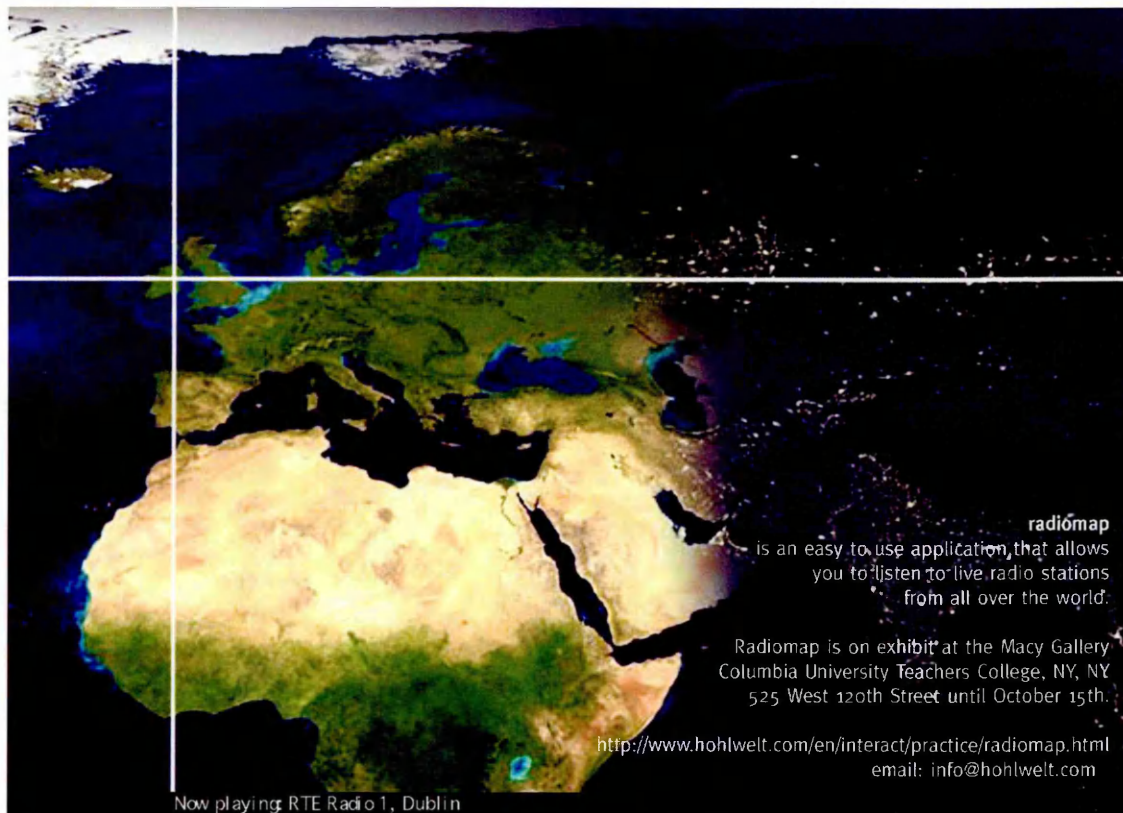 radiomap
is an easy to use application that allows
you to listen to live radio stations
from all over the world.
Radiomap is on exhibit at the Macy Gallery
Columbia University Teachers College, NY, NY
525 West 120th Street until October 15th.
http://www.hohlwelt.com/en/interact/practice/radiomap.html
email: info@hohlwelt.com
Now playing: RTE Radio 1, Dublin